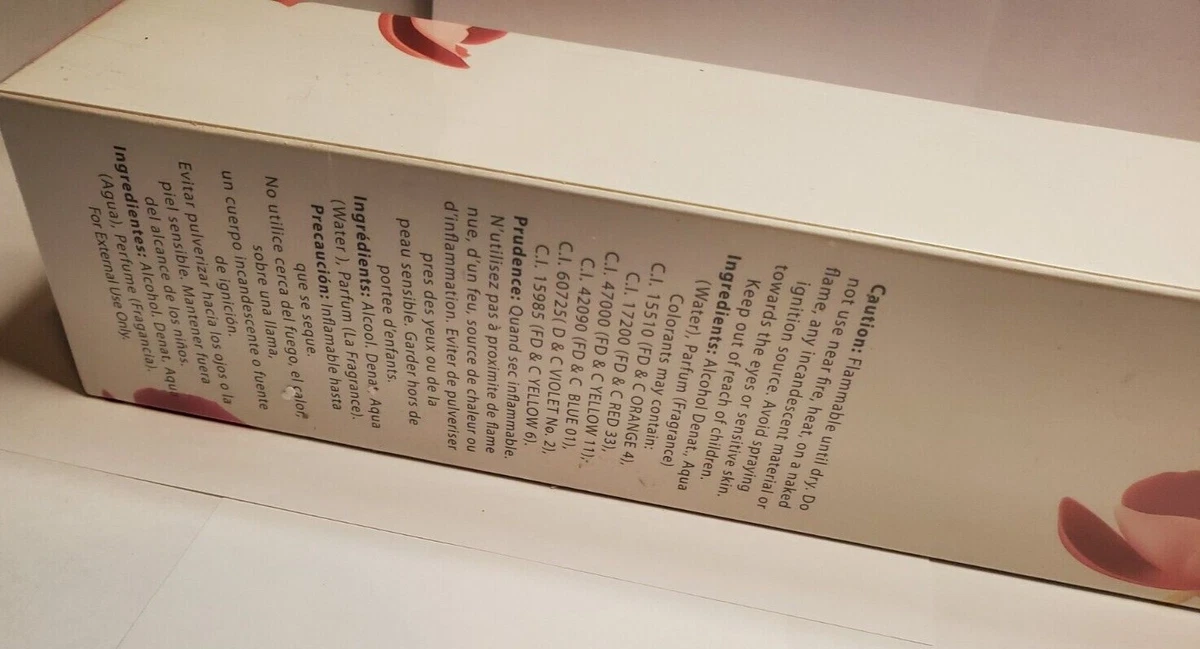 Caution: Flammable until dry. Do
not use near fire, heat, on a naked
flame, any incandescent material or
ignition source. Avoid spraying
towards the eyes or sensitive skin.
Keep out of reach of children.
Ingredients: Alcohol Denat., Aqua
(Water), Parfum (Fragrance)
Colorants may contain:
C.I. 15510 (FD & C ORANGE 4),
C.I. 17200 (FD & C RED 33),
C.I. 47000 (FD & C YELLOW 11);
C.I. 42090 (FD & C BLUE 01),
C.I. 60725( D & C VIOLET No. 2),
C.I. 15985 (FD & C YELLOW 6).
Prudence: Quand sec inflammable.
N'utilisez pas à proximite de flame
nue, d'un feu, source de chaleur ou
d'inflammation. Eviter de pulveriser
pres des yeux ou de la
peau sensible. Garder hors de
portee d'enfants.
Ingrédients: Alcool. Denat, Aqua
(Water ), Parfum (La Fragrance).
Precaución: Inflamable hasta
que se seque.
No utilice cerca del fuego, el calor,
sobre una llama,
un cuerpo incandescente o fuente
de ignición.
Evitar pulverizar hacia los ojos o la
piel sensible. Mantener fuera
del alcance de los niños.
Ingredientes: Alcohol. Denat. Aqua
(Agua), Perfume (Fragancia).
For External Use Only.